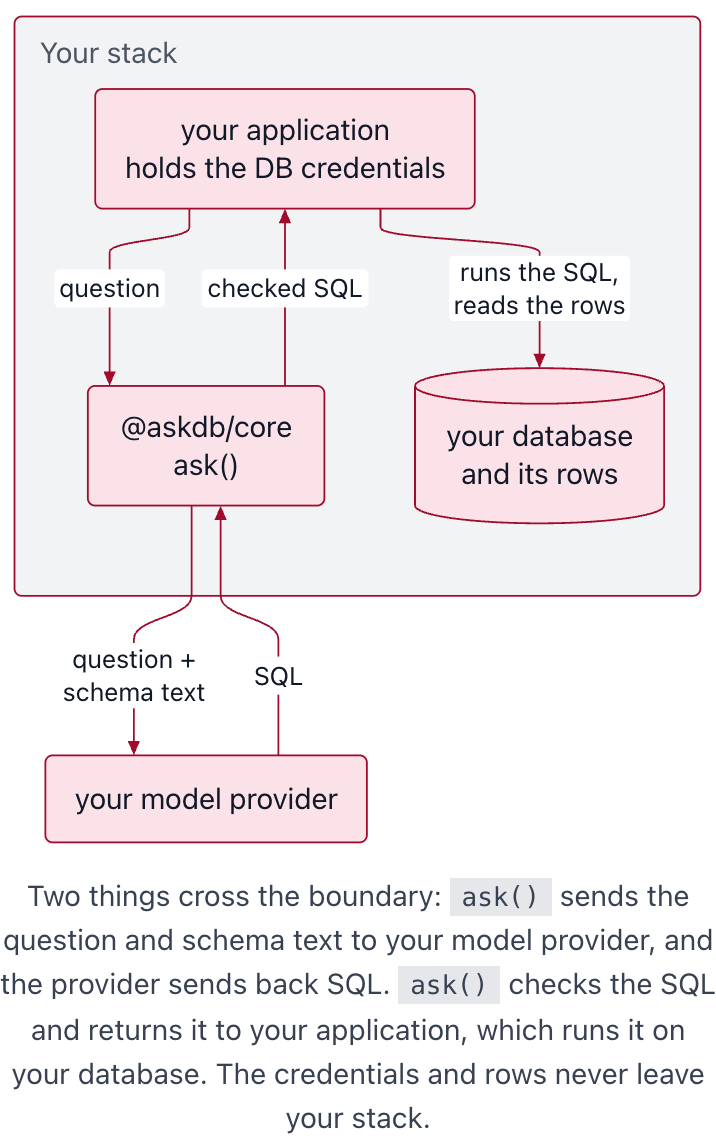 Your stack
your application
holds the DB credentials
question
checked SQL
runs the SQL,
reads the rows
@askdb/core
ask()
your database
and its rows
question +
schema text
SQL
your model provider
Two things cross the boundary: ask() sends the
question and schema text to your model provider, and
the provider sends back SQL. ask() checks the SQL
and returns it to your application, which runs it on
your database. The credentials and rows never leave
your stack.